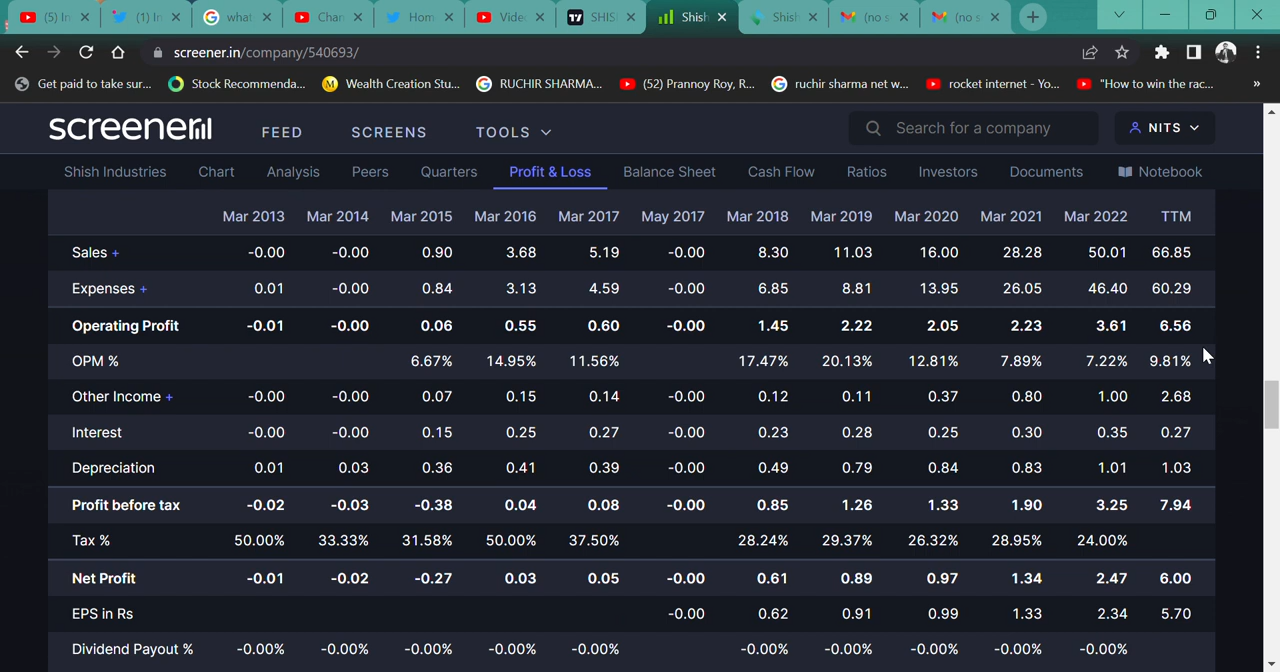 (5) In
(1) In
what
Chan
Hom
Vide
SHIS
Shish
Shish
(no s
(no s
screener.in/company/540693/
Get paid to take sur...
Stock Recommenda...
Wealth Creation Stu...
RUCHIR SHARMA...
(52) Prannoy Roy, R...
ruchir sharma net w...
rocket internet - Yo...
"How to win the rac...
»
screener
FEED
SCREENS
TOOLS
Search for a company
NITS
Shish Industries
Chart
Analysis
Peers
Quarters
Profit & Loss
Balance Sheet
Cash Flow
Ratios
Investors
Documents
Notebook
Mar 2013 Mar 2014 Mar 2015 Mar 2016 Mar 2017 May 2017 Mar 2018 Mar 2019 Mar 2020 Mar 2021 Mar 2022 TTM
Sales + -0.00 -0.00 0.90 3.68 5.19 -0.00 8.30 11.03 16.00 28.28 50.01 66.85
Expenses + 0.01 -0.00 0.84 3.13 4.59 -0.00 6.85 8.81 13.95 26.05 46.40 60.29
Operating Profit -0.01 -0.00 0.06 0.55 0.60 -0.00 1.45 2.22 2.05 2.23 3.61 6.56
OPM % 6.67% 14.95% 11.56% 17.47% 20.13% 12.81% 7.89% 7.22% 9.81%
Other Income + -0.00 -0.00 0.07 0.15 0.14 -0.00 0.12 0.11 0.37 0.80 1.00 2.68
Interest -0.00 -0.00 0.15 0.25 0.27 -0.00 0.23 0.28 0.25 0.30 0.35 0.27
Depreciation 0.01 0.03 0.36 0.41 0.39 -0.00 0.49 0.79 0.84 0.83 1.01 1.03
Profit before tax -0.02 -0.03 -0.38 0.04 0.08 -0.00 0.85 1.26 1.33 1.90 3.25 7.94
Tax % 50.00% 33.33% 31.58% 50.00% 37.50% 28.24% 29.37% 26.32% 28.95% 24.00%
Net Profit -0.01 -0.02 -0.27 0.03 0.05 -0.00 0.61 0.89 0.97 1.34 2.47 6.00
EPS in Rs -0.00 0.62 0.91 0.99 1.33 2.34 5.70
Dividend Payout % -0.00% -0.00% -0.00% -0.00% -0.00% -0.00% -0.00% -0.00% -0.00% -0.00%